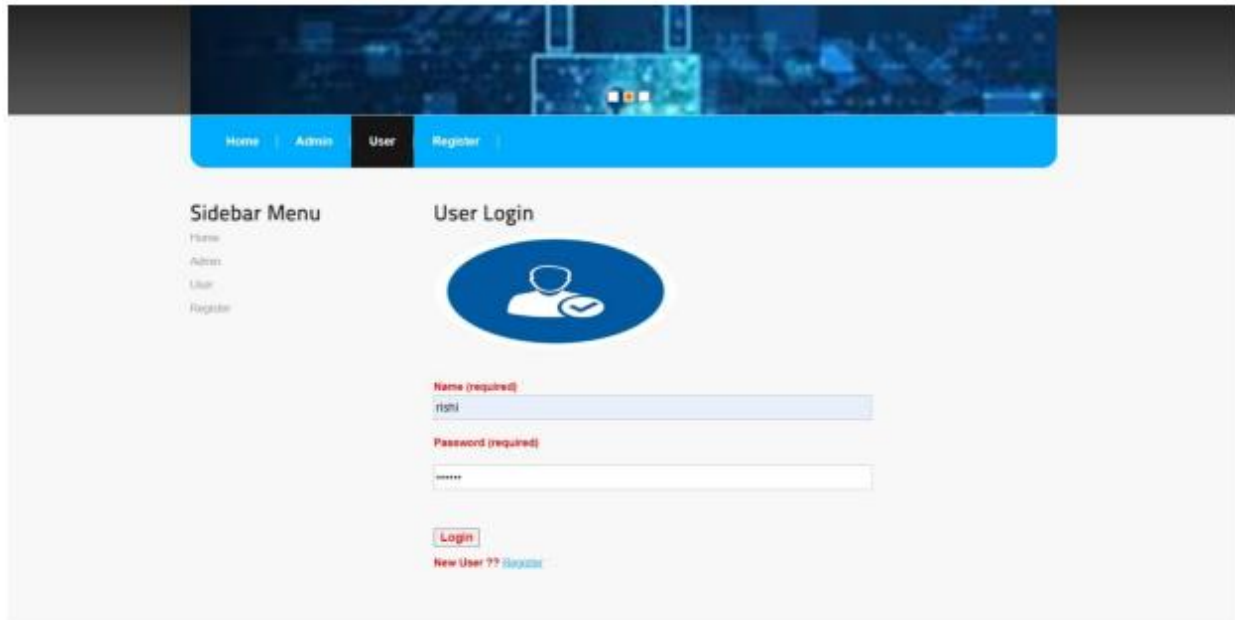 Home Admin User Register
Sidebar Menu
Home
Admin
User
Register
User Login
Name (required)
rishi
Password (required)
••••••
Login
New User ?? Register